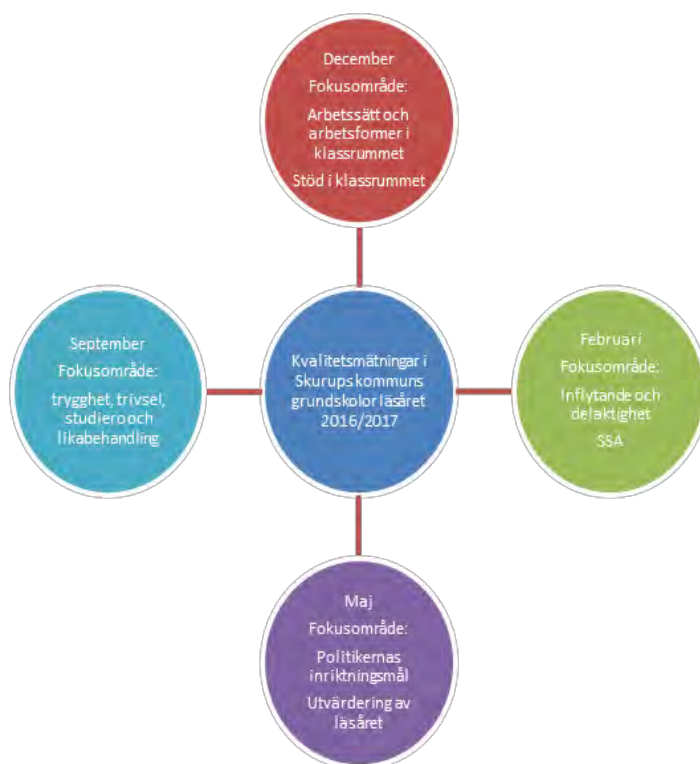 December
Fokusområde:
Arbetssätt och
arbetsformer i
klassrummet
Stöd i klassrummet
September
Fokusområde:
trygghet, trivsel,
studiero och
likabehandling
Kvalitetsmätningar i
Skurups kommuns
grundskolor läsåret
2016/2017
Februari
Fokusområde:
Inflytande och
delaktighet
SSA
Maj
Fokusområde:
Politikernas
inriktningsmål
Utvärdering av
läsåret